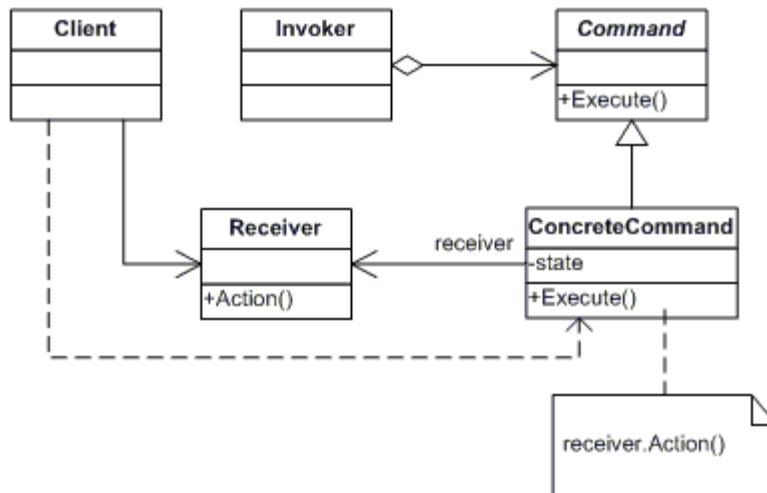 Client
Invoker
Command
+Execute()
Receiver
+Action()
receiver
ConcreteCommand
-state
+Execute()
receiver.Action()